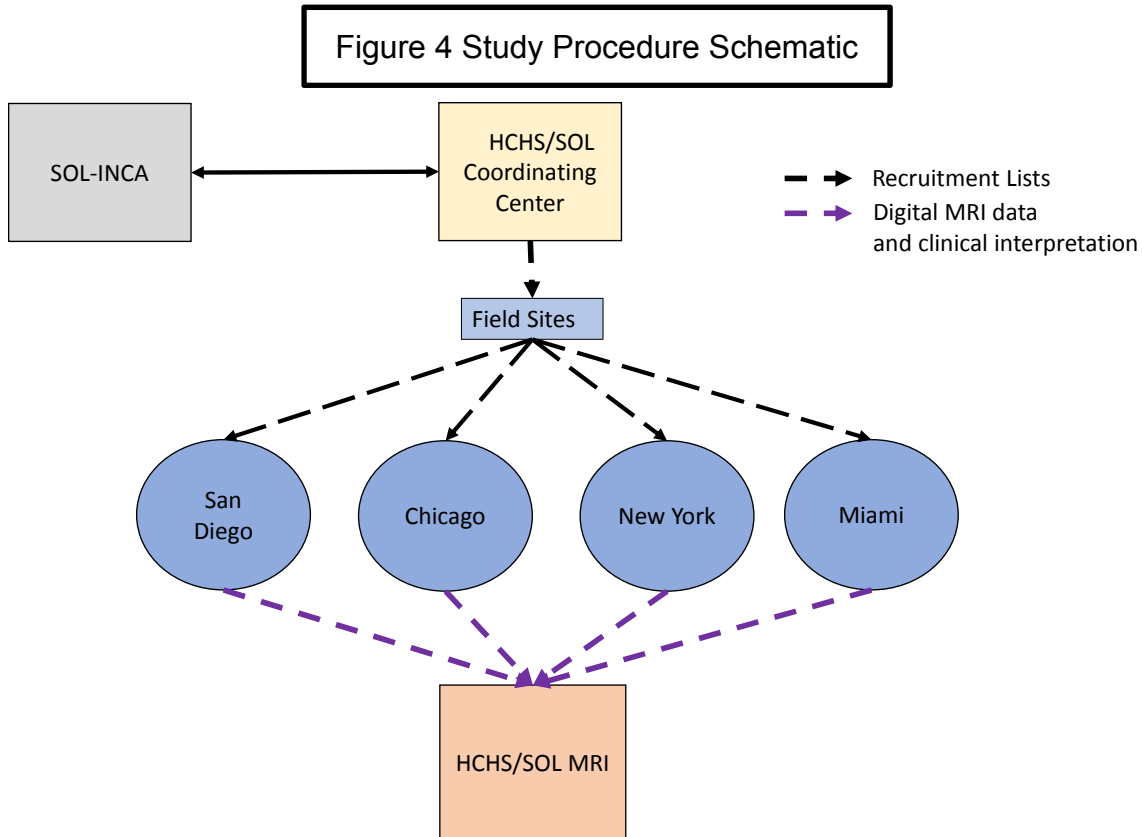 Figure 4 Study Procedure Schematic
SOL-INCA
HCHS/SOL
Coordinating
Center
Recruitment Lists
Digital MRI data
and clinical interpretation
Field Sites
San
Diego
Chicago
New York
Miami
HCHS/SOL MRI